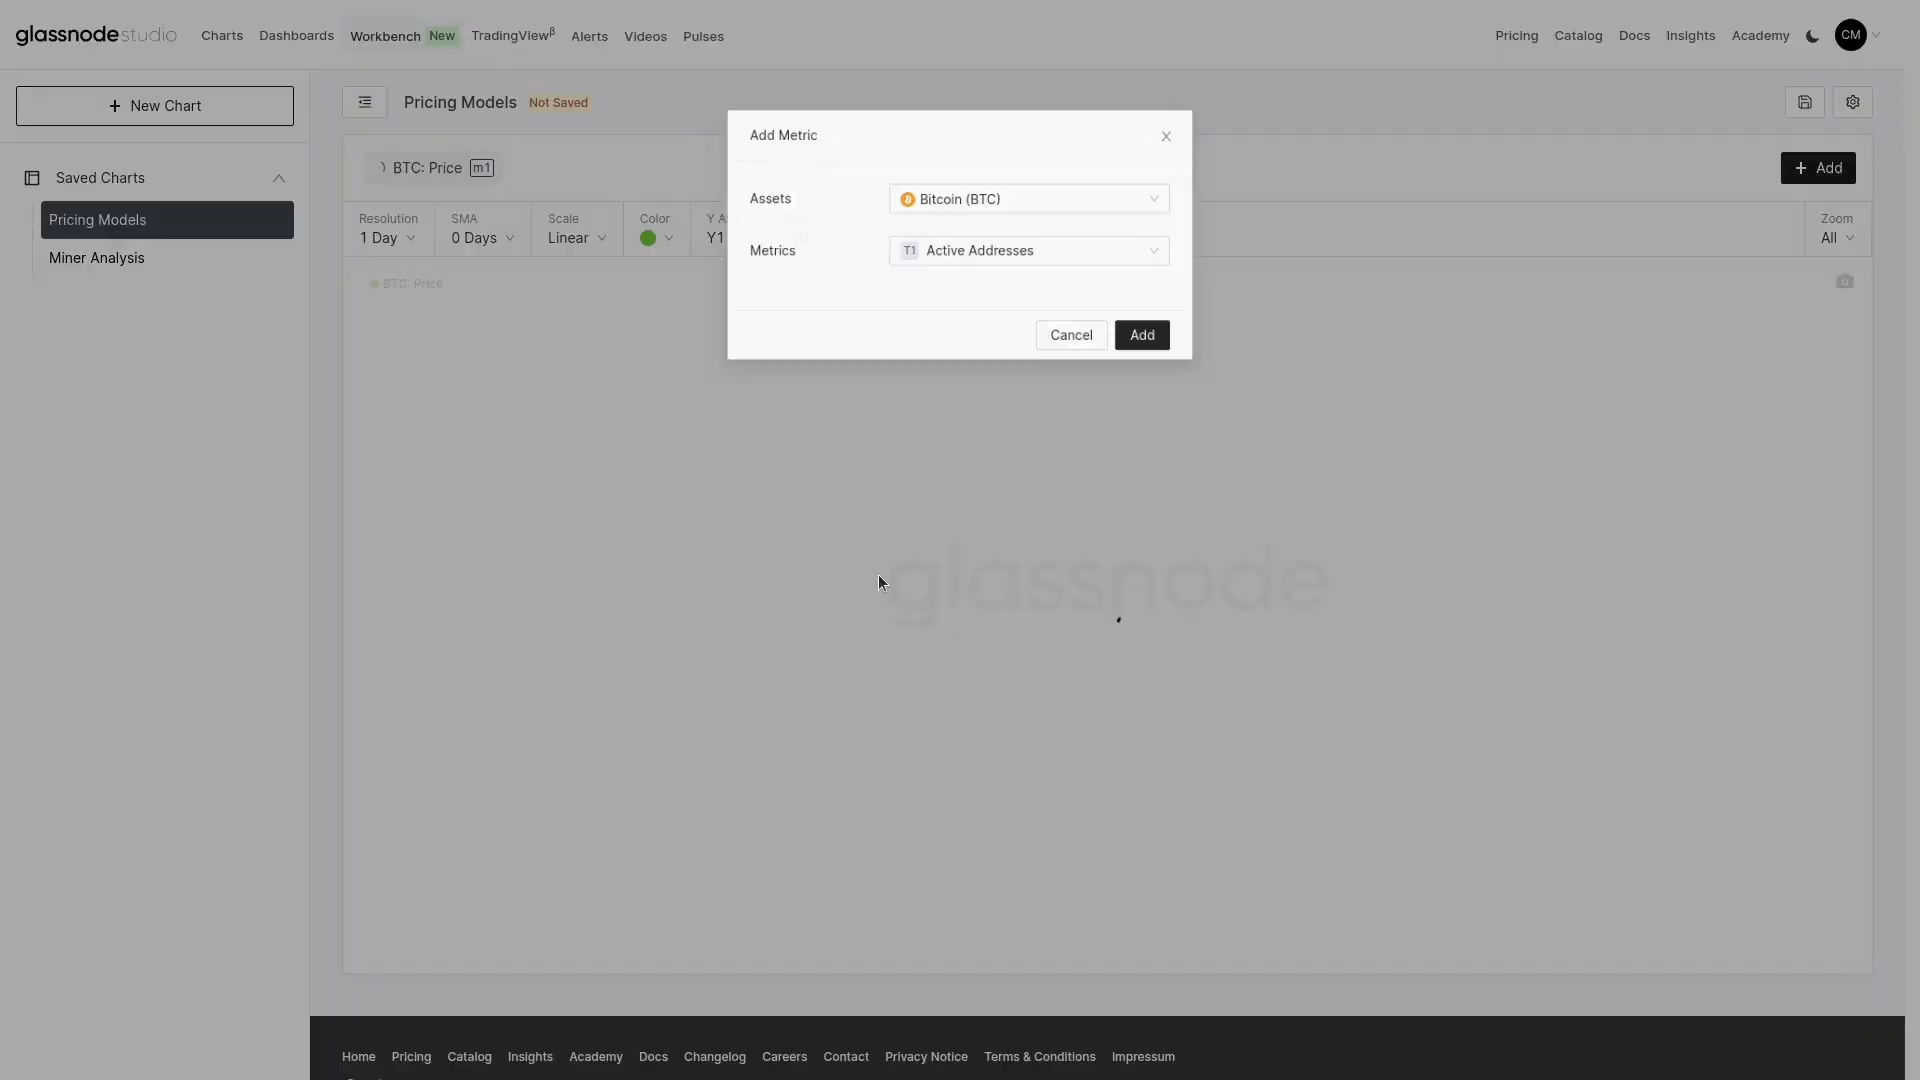 glassnodestudio Charts Dashboards Workbench New TradingViewβ Alerts Videos Pulses Pricing Catalog Docs Insights Academy CM
+ New Chart
Pricing Models Not Saved
Add Metric
BTC: Price m1
+ Add
Saved Charts
Assets Bitcoin (BTC)
Pricing Models
Resolution SMA Scale Color Y A Zoom
1 Day 0 Days Linear Y1 All
Metrics T1 Active Addresses
Miner Analysis
BTC: Price
Cancel Add
glassnode
Home Pricing Catalog Insights Academy Docs Changelog Careers Contact Privacy Notice Terms & Conditions Impressum